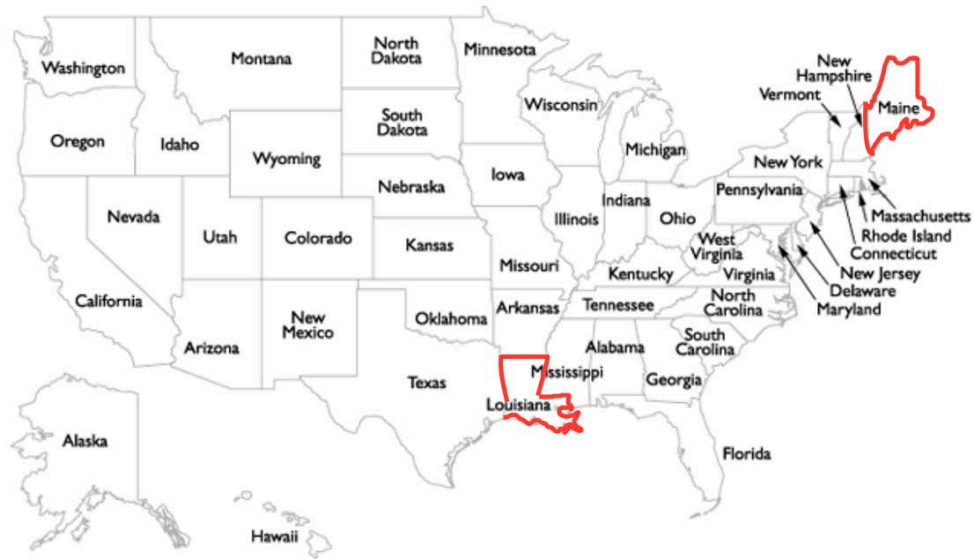 Washington
Montana
North
Dakota
Minnesota
New
Hampshire
Vermont
Maine
Oregon
Idaho
Wyoming
South
Dakota
Wisconsin
Michigan
New York
Nebraska
Iowa
Pennsylvania
Nevada
Utah
Colorado
Kansas
Illinois
Indiana
Ohio
West
Virginia
Virginia
Massachusetts
Rhode Island
Connecticut
New Jersey
Delaware
Maryland
California
Missouri
Kentucky
Arizona
New
Mexico
Oklahoma
Arkansas
Tennessee
North
Carolina
South
Carolina
Texas
Louisiana
Mississippi
Alabama
Georgia
Florida
Alaska
Hawaii